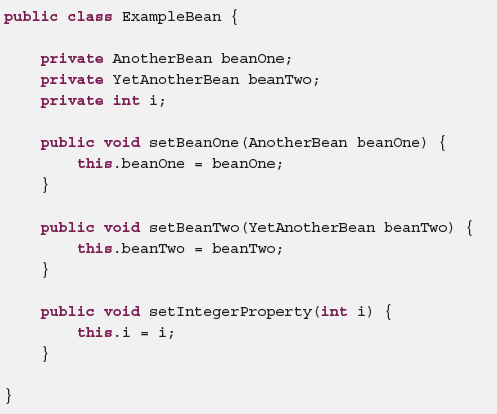 public class ExampleBean {
private AnotherBean beanOne;
private YetAnotherBean beanTwo;
private int i;
public void setBeanOne(AnotherBean beanOne) {
this.beanOne = beanOne;
}
public void setBeanTwo(YetAnotherBean beanTwo) {
this.beanTwo = beanTwo;
}
public void setIntegerProperty(int i) {
this.i = i;
}
}